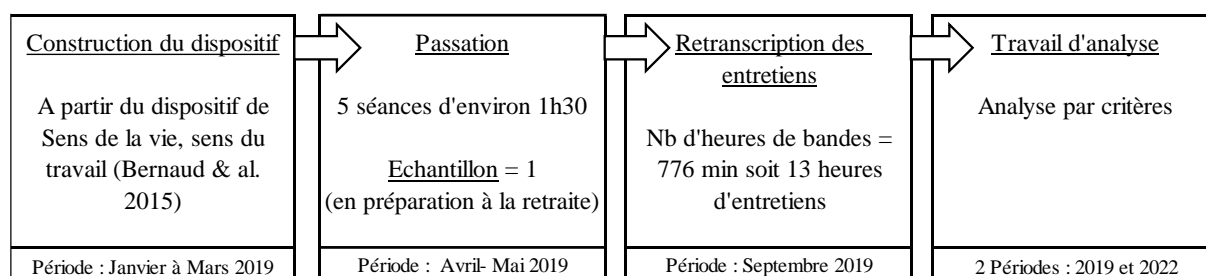 Construction du dispositif
A partir du dispositif de
Sens de la vie, sens du
travail (Bernaud & al.
2015)
Période : Janvier à Mars 2019
Passation
5 séances d'environ 1h30
Echantillon = 1
(en préparation à la retraite)
Période : Avril- Mai 2019
Retranscription des
entretiens
Nb d'heures de bandes =
776 min soit 13 heures
d'entretiens
Période : Septembre 2019
Travail d'analyse
Analyse par critères
2 Périodes : 2019 et 2022